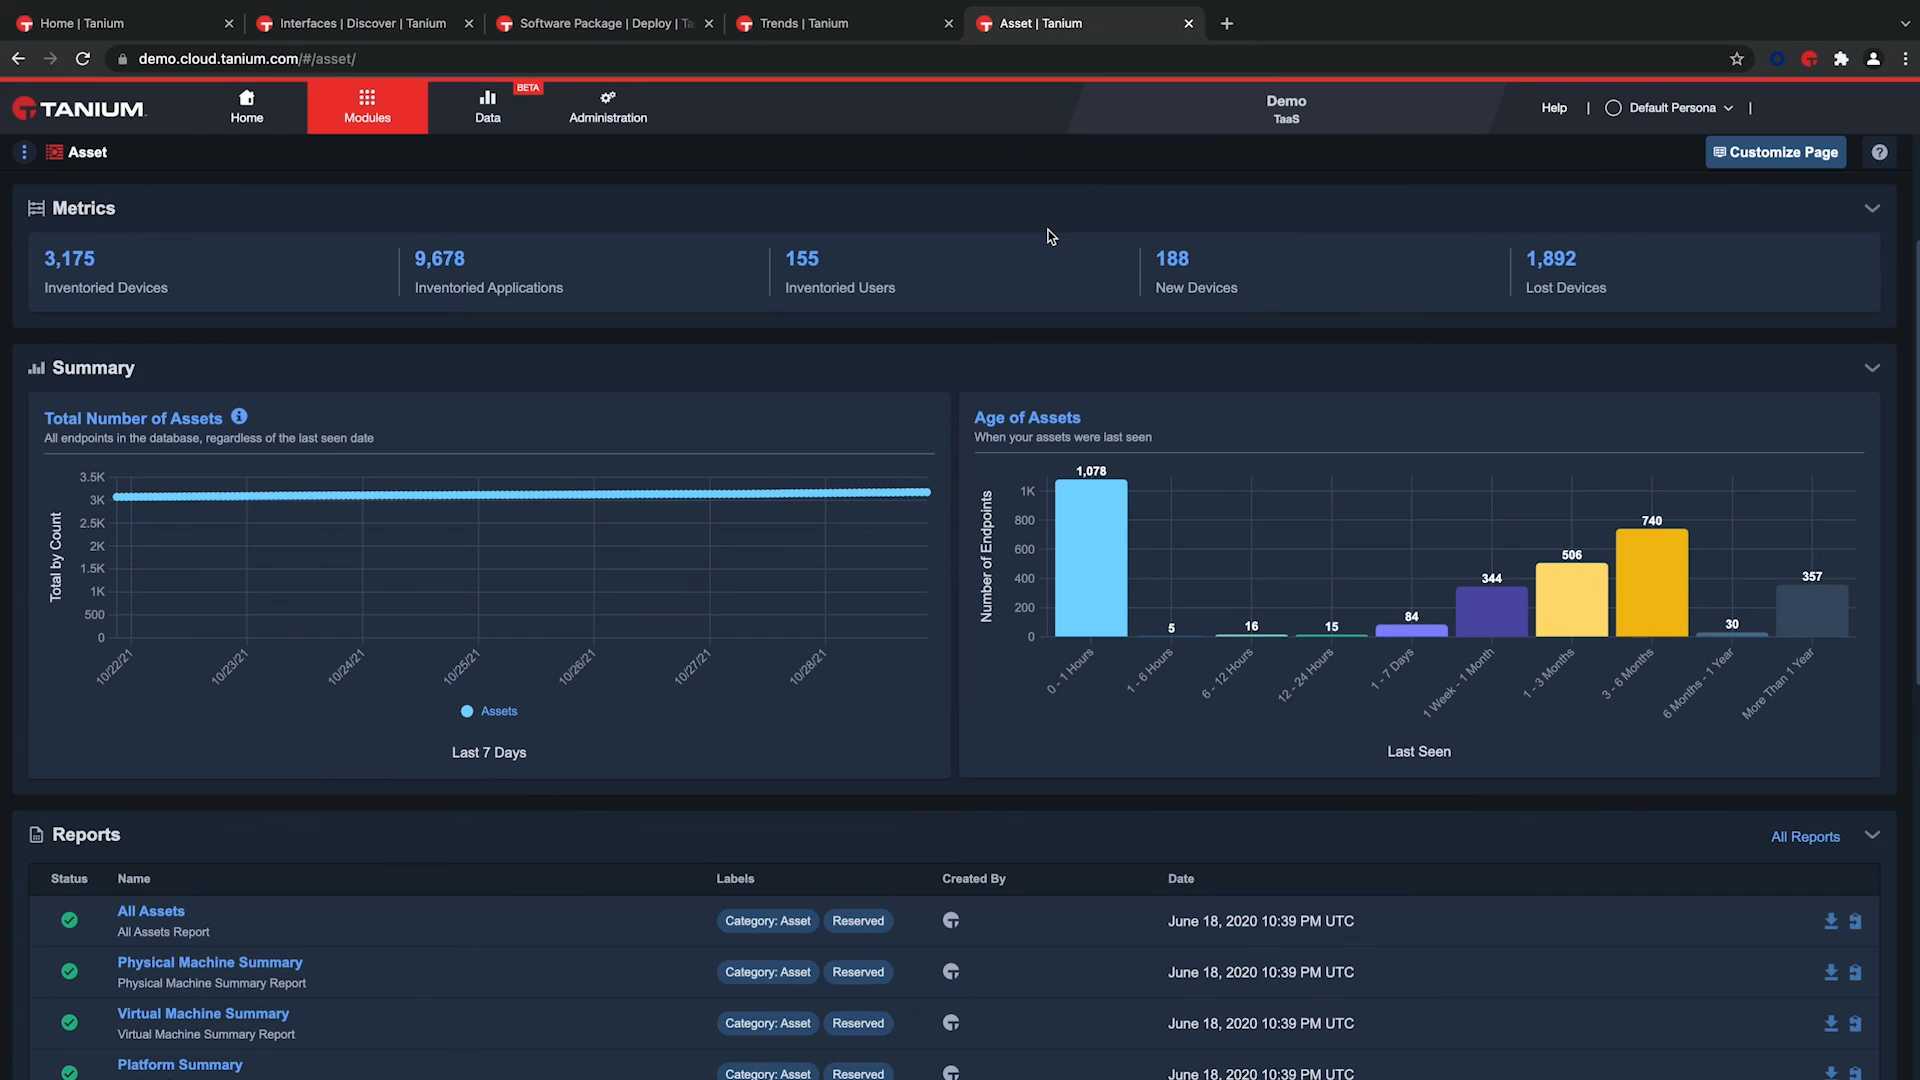 Home | Tanium
Interfaces | Discover | Tanium
Software Package | Deploy | Ta
Trends | Tanium
Asset | Tanium
demo.cloud.tanium.com/#/asset/
TANIUM
Home
Modules
Data
BETA
Administration
Demo
TaaS
Help
Default Persona
Asset
Customize Page
Metrics
3,175
Inventoried Devices
9,678
Inventoried Applications
155
Inventoried Users
188
New Devices
1,892
Lost Devices
Summary
Total Number of Assets
All endpoints in the database, regardless of the last seen date
Total by Count
3.5K
3K
2.5K
2K
1.5K
1K
500
0
10/22/21
10/23/21
10/24/21
10/25/21
10/26/21
10/27/21
10/28/21
Assets
Last 7 Days
Age of Assets
When your assets were last seen
Number of Endpoints
1K
800
600
400
200
0
1,078
5
16
15
84
344
506
740
30
357
0 - 1 Hours
1 - 6 Hours
6 - 12 Hours
12 - 24 Hours
1 - 7 Days
1 Week - 1 Month
1 - 3 Months
3 - 6 Months
6 Months - 1 Year
More Than 1 Year
Last Seen
Reports
All Reports
Status Name Labels Created By Date
All Assets
All Assets Report
Category: Asset Reserved June 18, 2020 10:39 PM UTC
Physical Machine Summary
Physical Machine Summary Report
Category: Asset Reserved June 18, 2020 10:39 PM UTC
Virtual Machine Summary
Virtual Machine Summary Report
Category: Asset Reserved June 18, 2020 10:39 PM UTC
Platform Summary
Category: Asset Reserved June 18, 2020 10:39 PM UTC